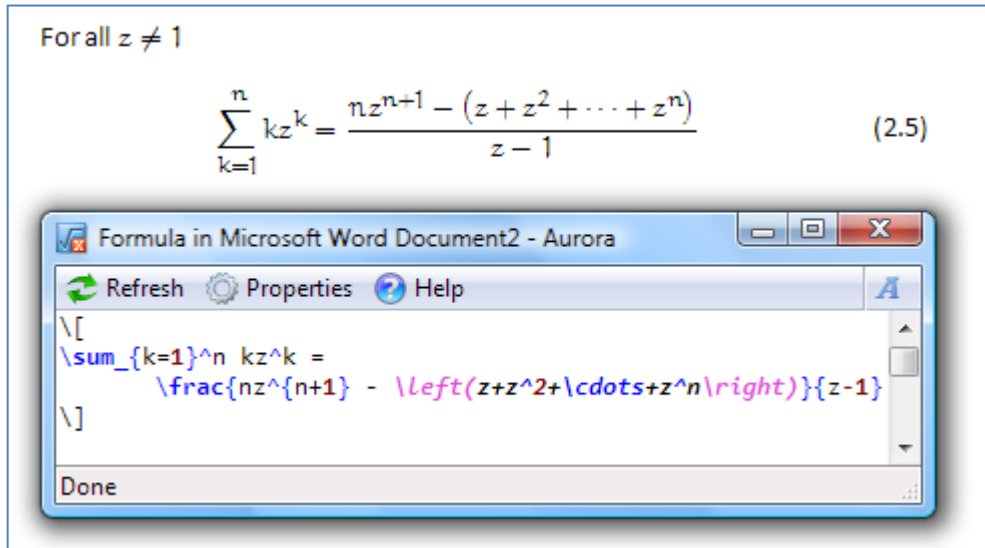 For all z ≠ 1
∑_{k=1}^{n} kz^k = \frac{nz^{n+1} − (z + z^2 + ⋯ + z^n)}{z − 1} (2.5)
Formula in Microsoft Word Document2 - Aurora
Refresh Properties Help A
\[
\sum_{k=1}^n kz^k =
\frac{nz^{n+1} - \left(z+z^2+\cdots+z^n\right)}{z-1}
\]
Done